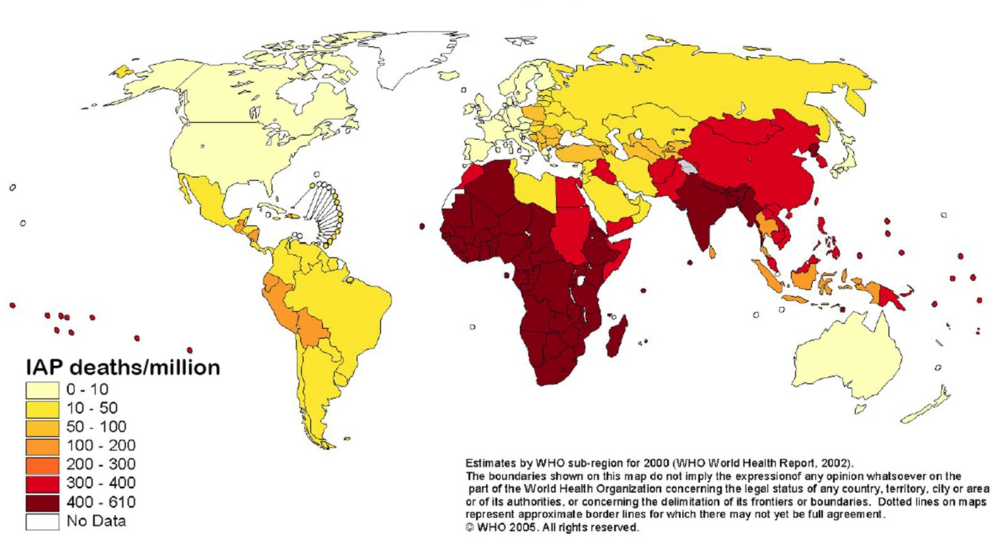 IAP deaths/million
0 - 10
10 - 50
50 - 100
100 - 200
200 - 300
300 - 400
400 - 610
No Data
Estimates by WHO sub-region for 2000 (WHO World Health Report, 2002).
The boundaries shown on this map do not imply the expressionof any opinion whatsoever on the
part of the World Health Organization concerning the legal status of any country, territory, city or area
or of its authorities, or concerning the delimitation of its frontiers or boundaries. Dotted lines on maps
represent approximate border lines for which there may not yet be full agreement.
© WHO 2005. All rights reserved.